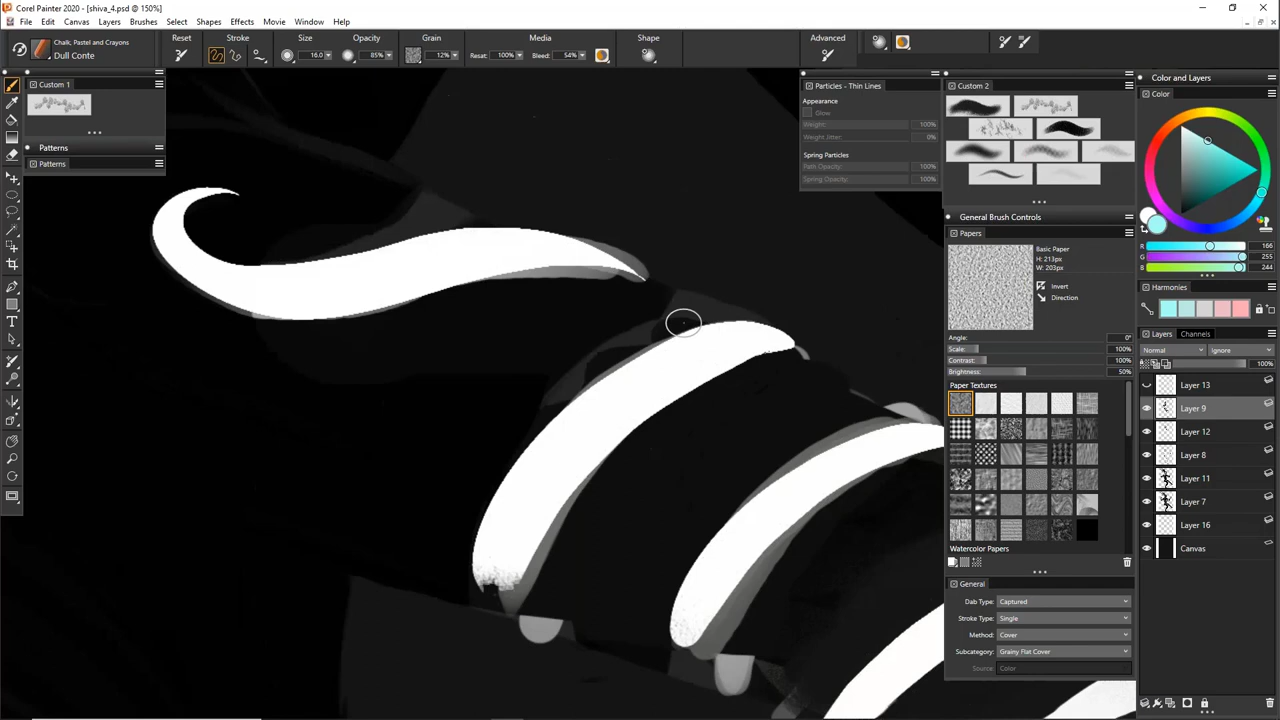 Corel Painter 2020 - [shiva_4.psd @ 150%]
File Edit Canvas Layers Brushes Select Shapes Effects Movie Window Help
Chalk, Pastel and Crayons
Dull Conte
Reset Stroke Size Opacity Grain Media Shape Advanced
16.0 85% 12% Resat: 100% Bleed: 54%
Custom 1
Patterns
Patterns
Particles - Thin Lines
Appearance
Glow
Weight: 100%
Weight Jitter: 0%
Spring Particles
Path Opacity: 100%
Spring Opacity: 100%
Custom 2
General Brush Controls
Papers
Basic Paper
H: 213px
W: 203px
Invert
Direction
Angle: 0°
Scale: 100%
Contrast: 100%
Brightness: 50%
Paper Textures
Watercolor Papers
General
Dab Type: Captured
Stroke Type: Single
Method: Cover
Subcategory: Grainy Flat Cover
Source: Color
Color and Layers
Color
R 166
G 255
B 244
Harmonies
Layers Channels
Normal Ignore
100%
Layer 13
Layer 9
Layer 12
Layer 8
Layer 11
Layer 7
Layer 16
Canvas